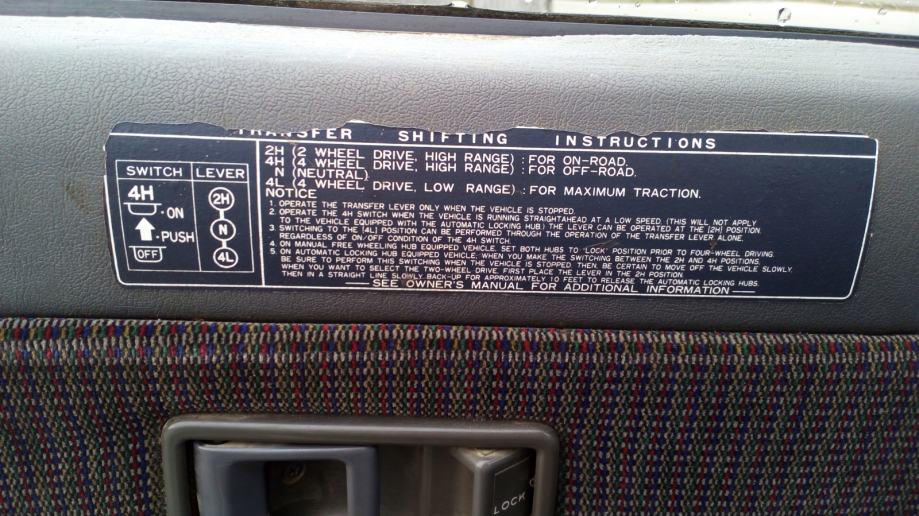 TRANSFER SHIFTING INSTRUCTIONS
SWITCH LEVER
4H
ON
PUSH
OFF
2H
N
4L
2H (2 WHEEL DRIVE, HIGH RANGE) : FOR ON-ROAD.
4H (4 WHEEL DRIVE, HIGH RANGE) : FOR OFF-ROAD.
N (NEUTRAL).
4L (4 WHEEL DRIVE, LOW RANGE) : FOR MAXIMUM TRACTION.
NOTICE
1. OPERATE THE TRANSFER LEVER ONLY WHEN THE VEHICLE IS STOPPED.
2. OPERATE THE 4H SWITCH WHEN THE VEHICLE IS RUNNING STRAIGHTAHEAD AT A LOW SPEED. (THIS WILL NOT APPLY
TO THE VEHICLE EQUIPPED WITH THE AUTOMATIC LOCKING HUB.) THE LEVER CAN BE OPERATED AT THE [2H] POSITION.
3. SWITCHING TO THE [4L] POSITION CAN BE PERFORMED THROUGH THE OPERATION OF THE TRANSFER LEVER ALONE,
REGARDLESS OF ON/OFF CONDITION OF THE 4H SWITCH.
4. ON MANUAL FREE WHEELING HUB EQUIPPED VEHICLE, SET BOTH HUBS TO "LOCK" POSITION PRIOR TO FOUR-WHEEL DRIVING.
5. ON AUTOMATIC LOCKING HUB EQUIPPED VEHICLE, WHEN YOU MAKE THE SWITCHING BETWEEN THE 2H AND 4H POSITIONS,
BE SURE TO PERFORM THIS SWITCHING WHEN THE VEHICLE IS STOPPED THEN BE CERTAIN TO MOVE OFF THE VEHICLE SLOWLY.
WHEN YOU WANT TO SELECT THE TWO-WHEEL DRIVE, FIRST PLACE THE LEVER IN THE 2H POSITION.
THEN IN A STRAIGHT LINE SLOWLY BACK-UP FOR APPROXIMATELY 10 FEET TO RELEASE THE AUTOMATIC LOCKING HUBS.
SEE OWNER'S MANUAL FOR ADDITIONAL INFORMATION
LOCK